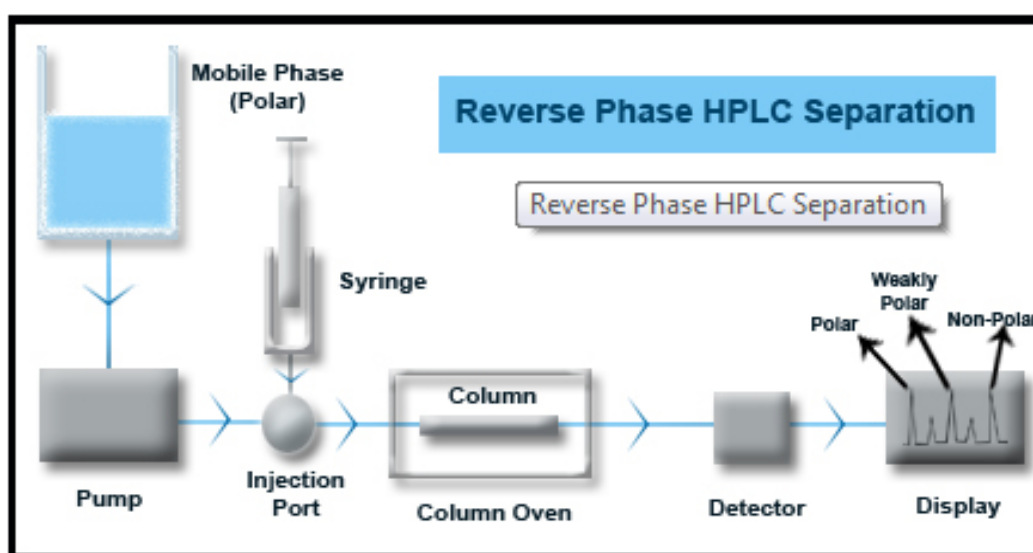 Mobile Phase
(Polar)
Reverse Phase HPLC Separation
Reverse Phase HPLC Separation
Syringe
Weakly
Polar
Polar
Non-Polar
Column
Pump
Injection
Port
Column Oven
Detector
Display